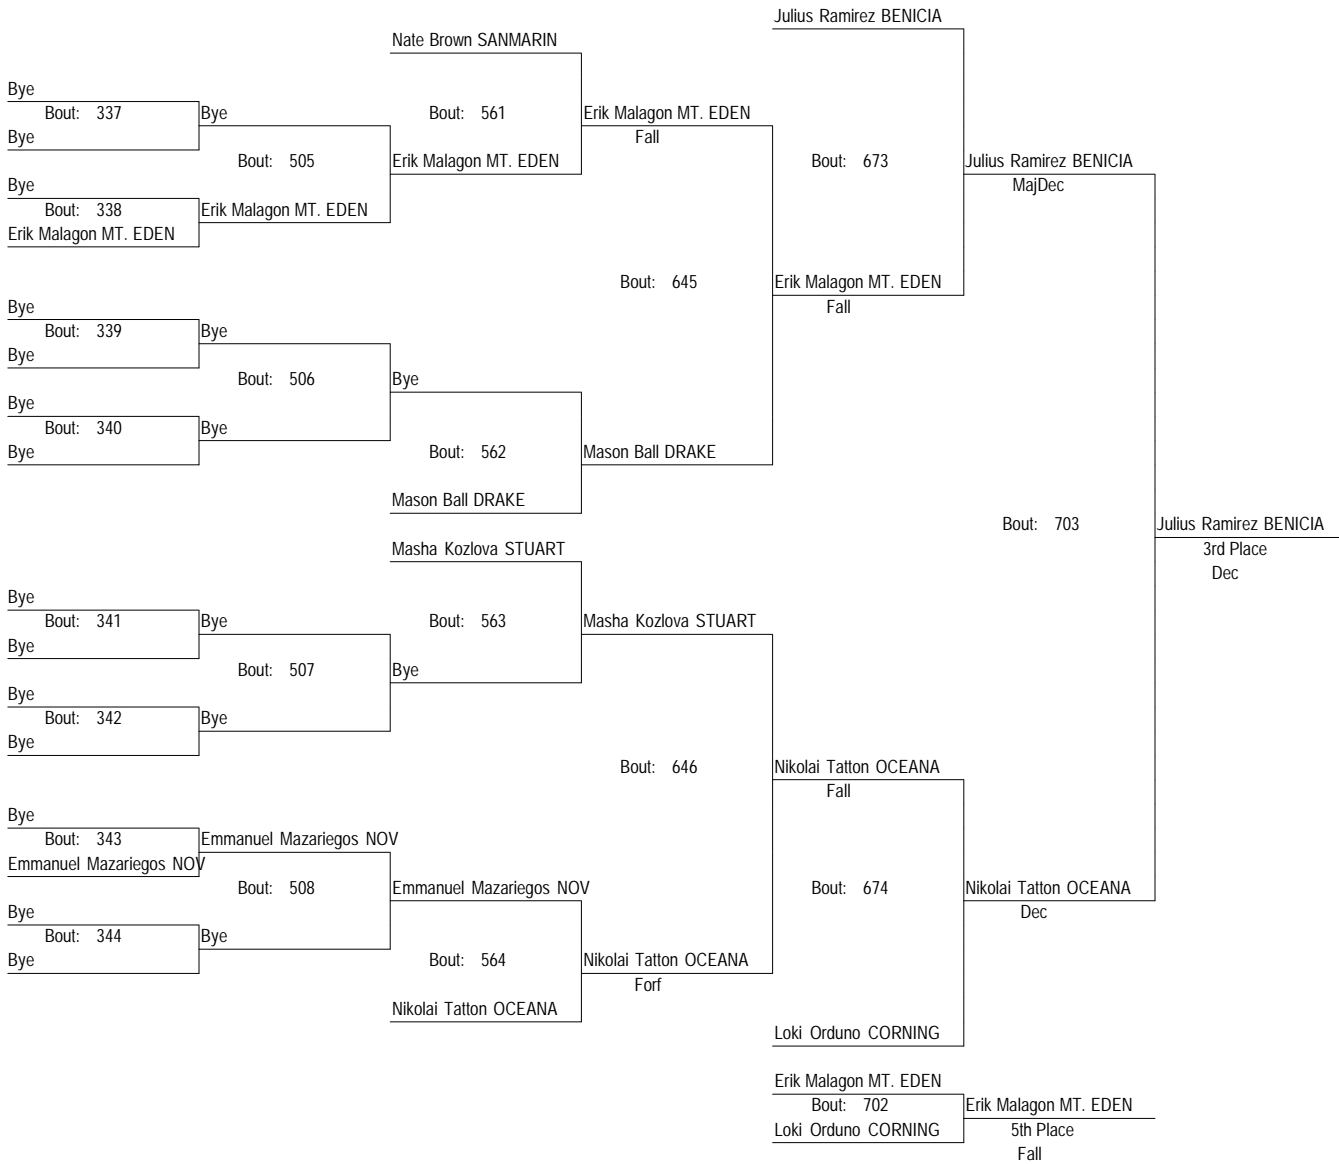 Julius Ramirez BENICIA
Nate Brown SANMARIN
Bye
Bout: 337
Bye
Bye
Bout: 561
Erik Malagon MT. EDEN
Fall
Bout: 505
Erik Malagon MT. EDEN
Bout: 673
Julius Ramirez BENICIA
MajDec
Bye
Bout: 338
Erik Malagon MT. EDEN
Erik Malagon MT. EDEN
Bout: 645
Erik Malagon MT. EDEN
Fall
Bye
Bout: 339
Bye
Bye
Bout: 506
Bye
Bye
Bout: 340
Bye
Bye
Bout: 562
Mason Ball DRAKE
Mason Ball DRAKE
Bout: 703
Julius Ramirez BENICIA
3rd Place
Dec
Masha Kozlova STUART
Bye
Bout: 341
Bye
Bye
Bout: 563
Masha Kozlova STUART
Bout: 507
Bye
Bye
Bout: 342
Bye
Bye
Bout: 646
Nikolai Tatton OCEANA
Fall
Bye
Bout: 343
Emmanuel Mazariegos NOV
Emmanuel Mazariegos NOV
Bout: 508
Emmanuel Mazariegos NOV
Bout: 674
Nikolai Tatton OCEANA
Dec
Bye
Bout: 344
Bye
Bye
Bout: 564
Nikolai Tatton OCEANA
Forf
Nikolai Tatton OCEANA
Loki Orduno CORNING
Erik Malagon MT. EDEN
Bout: 702
Erik Malagon MT. EDEN
Loki Orduno CORNING
5th Place
Fall